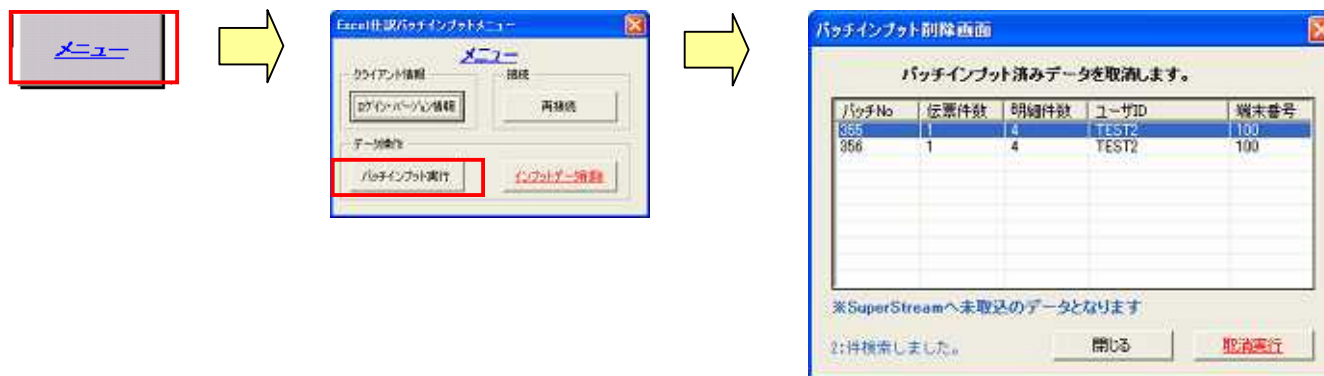 メニュー
Excel仕訳バッチインプットメニュー
メニュー
クライアント情報
接続
ログイン・バージョン情報
再接続
データ操作
バッチインプット実行
インプットデータ削除
バッチインプット削除画面
バッチインプット済みデータを取消します。
バッチNo 伝票件数 明細件数 ユーザID 端末番号
355 1 4 TEST2 100
356 1 4 TEST2 100
※SuperStreamへ未取込のデータとなります
2:件検索しました。
閉じる
取消実行